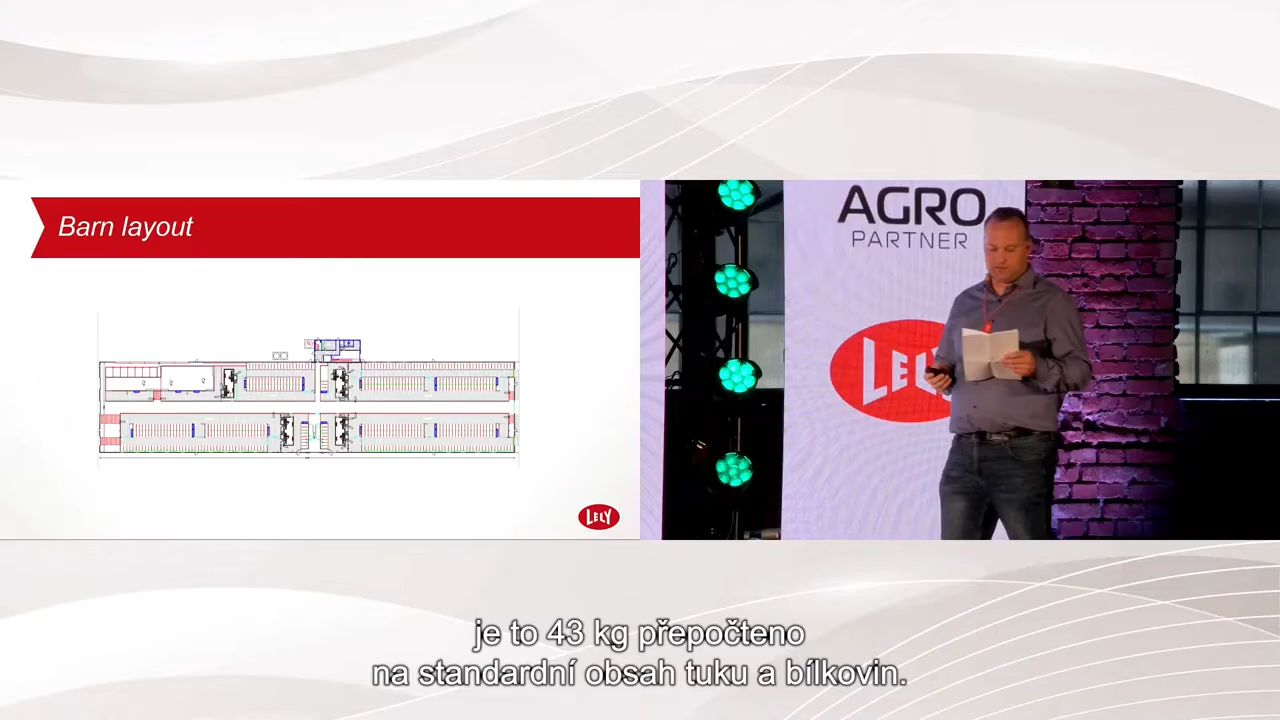 Barn layout
LELY
AGRO
PARTNER
LELY
je to 43 kg přepočteno
na standardní obsah tuku a bílkovin.